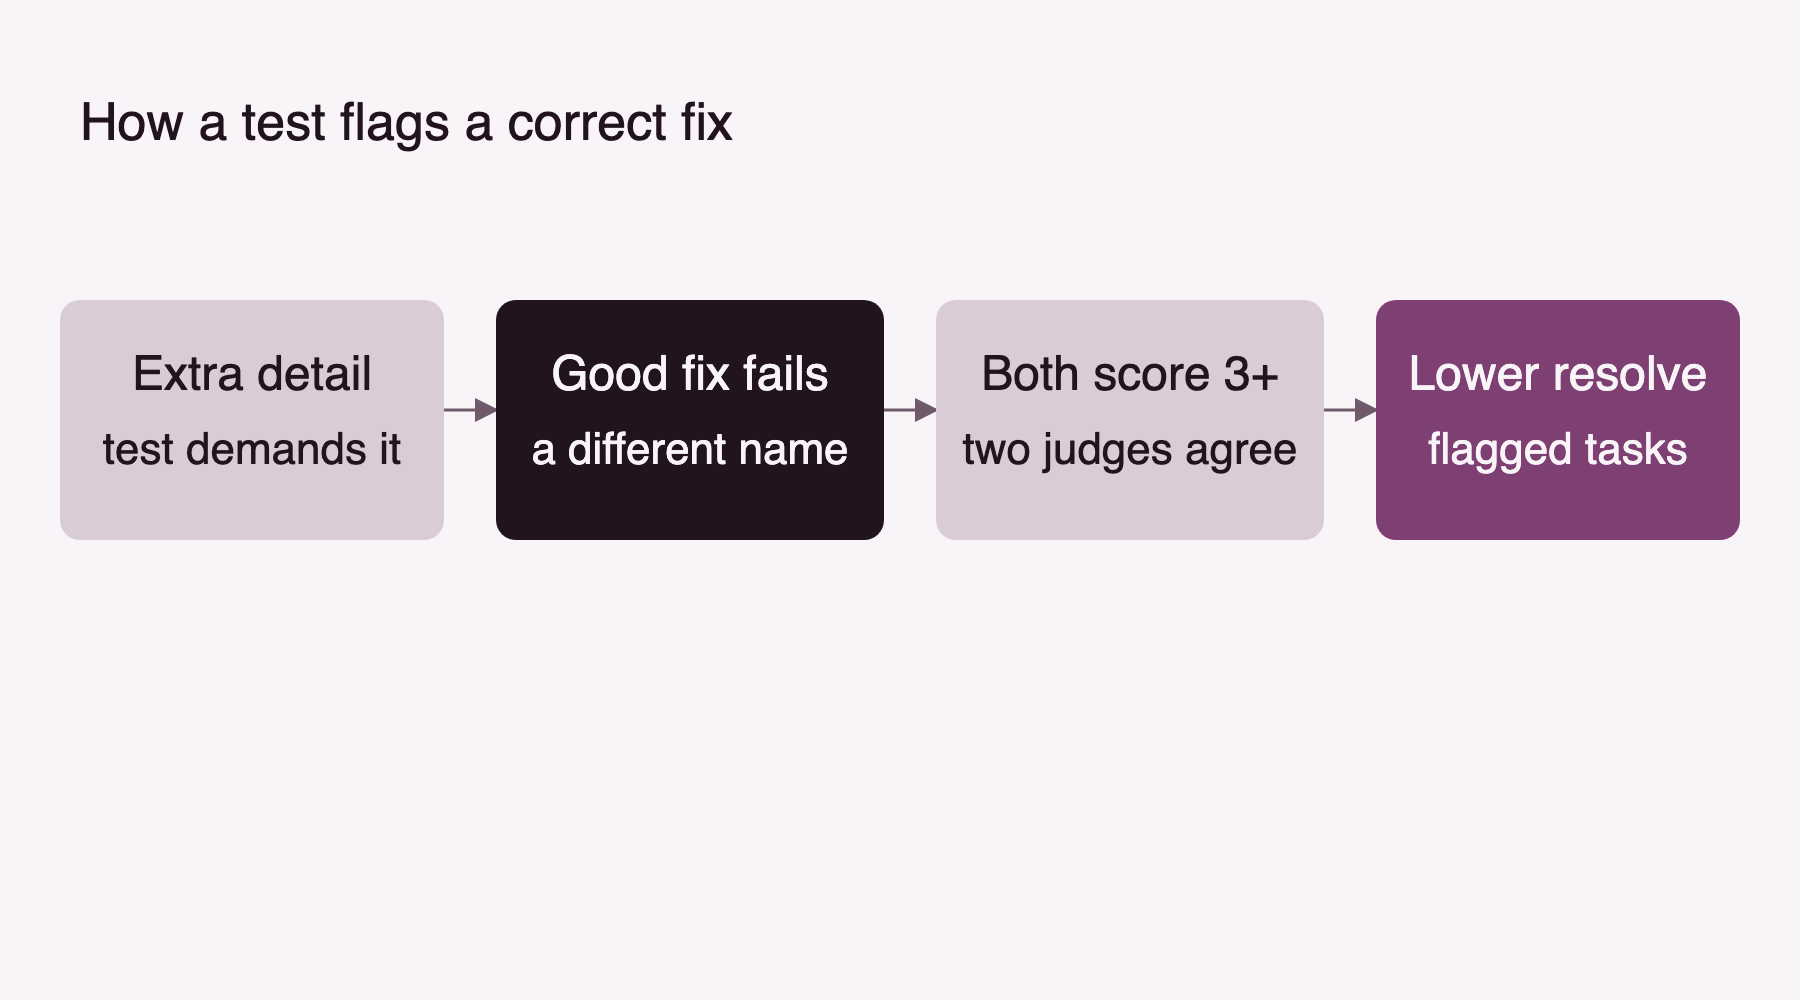 How a test flags a correct fix
Extra detail
test demands it
Good fix fails
a different name
Both score 3+
two judges agree
Lower resolve
flagged tasks